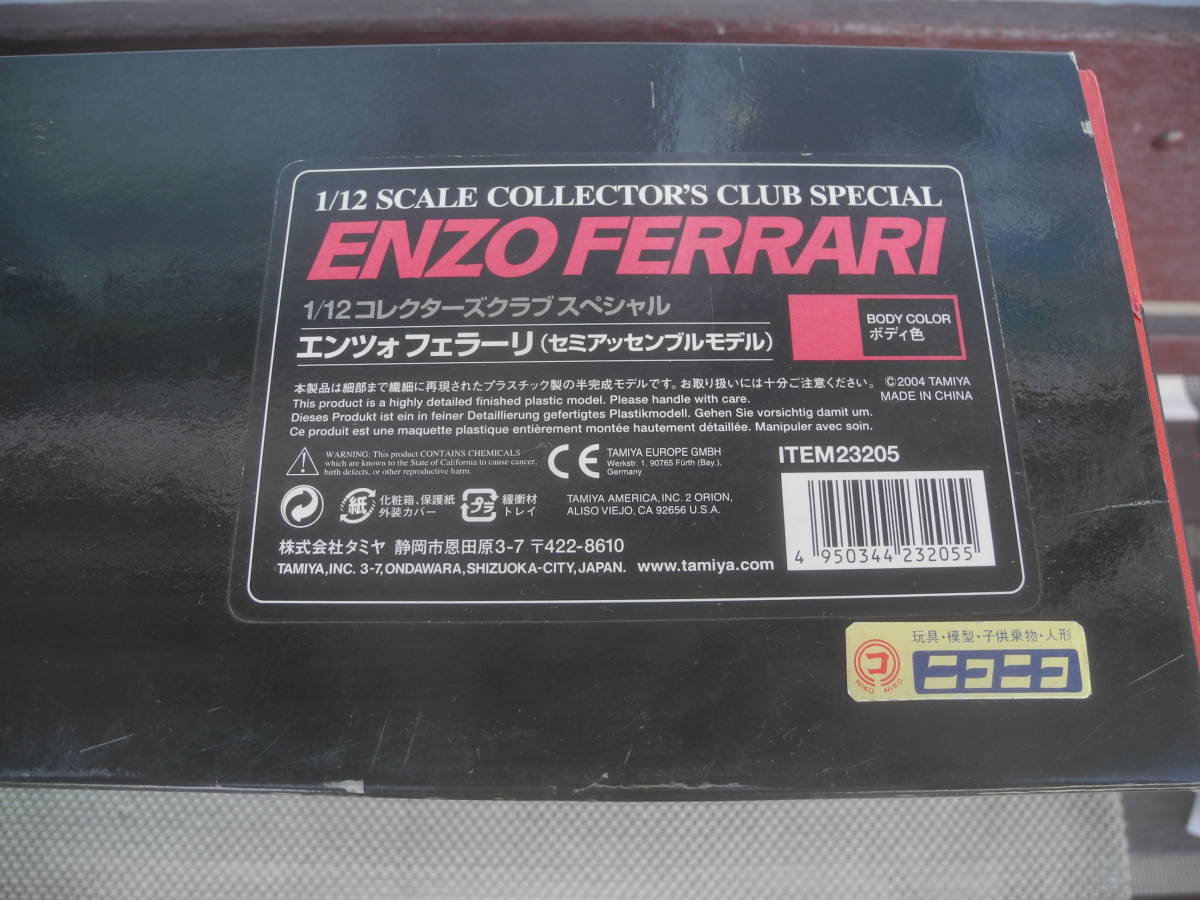 1/12 SCALE COLLECTOR'S CLUB SPECIAL
ENZO FERRARI
1/12 コレクターズクラブ スペシャル
エンツォ フェラーリ (セミアッセンブルモデル)
BODY COLOR
ボディ色
本製品は細部まで繊細に再現されたプラスチック製の半完成モデルです。お取り扱いには十分ご注意ください。
This product is a highly detailed finished plastic model. Please handle with care.
Dieses Produkt ist ein in feiner Detaillierung gefertigtes Plastikmodell. Gehen Sie vorsichtig damit um.
Ce produit est une maquette plastique entièrement montée hautement détaillée. Manipuler avec soin.
©2004 TAMIYA
MADE IN CHINA
WARNING: This product CONTAINS CHEMICALS
which are known to the State of California to cause cancer,
birth defects, or other reproductive harm.
CE
TAMIYA EUROPE GMBH
Werkstr. 1, 90765 Fürth (Bay.),
Germany
ITEM23205
紙
化粧箱、保護紙
外装カバー
プラ
緩衝材
トレイ
TAMIYA AMERICA, INC. 2 ORION,
ALISO VIEJO, CA 92656 U.S.A.
4 950344 232055
株式会社タミヤ 静岡市恩田原3-7 〒422-8610
TAMIYA, INC. 3-7, ONDAWARA, SHIZUOKA-CITY, JAPAN. www.tamiya.com
玩具・模型・子供乗物・人形
コ
NIKO NIKO
ニコニコ